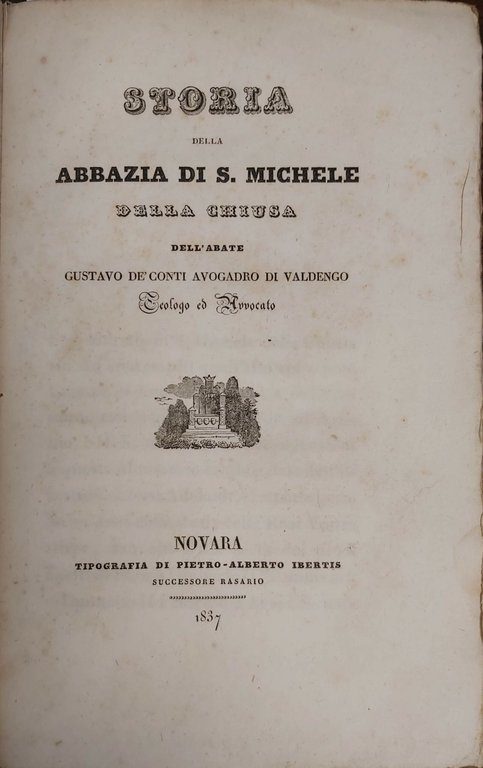 STORIA
DELLA
ABBAZIA DI S. MICHELE
DELLA CHIUSA
DELL'ABATE
GUSTAVO DE' CONTI AVOGADRO DI VALDENGO
Teologo ed Avvocato
NOVARA
TIPOGRAFIA DI PIETRO-ALBERTO IBERTIS
SUCCESSORE RASARIO
1837